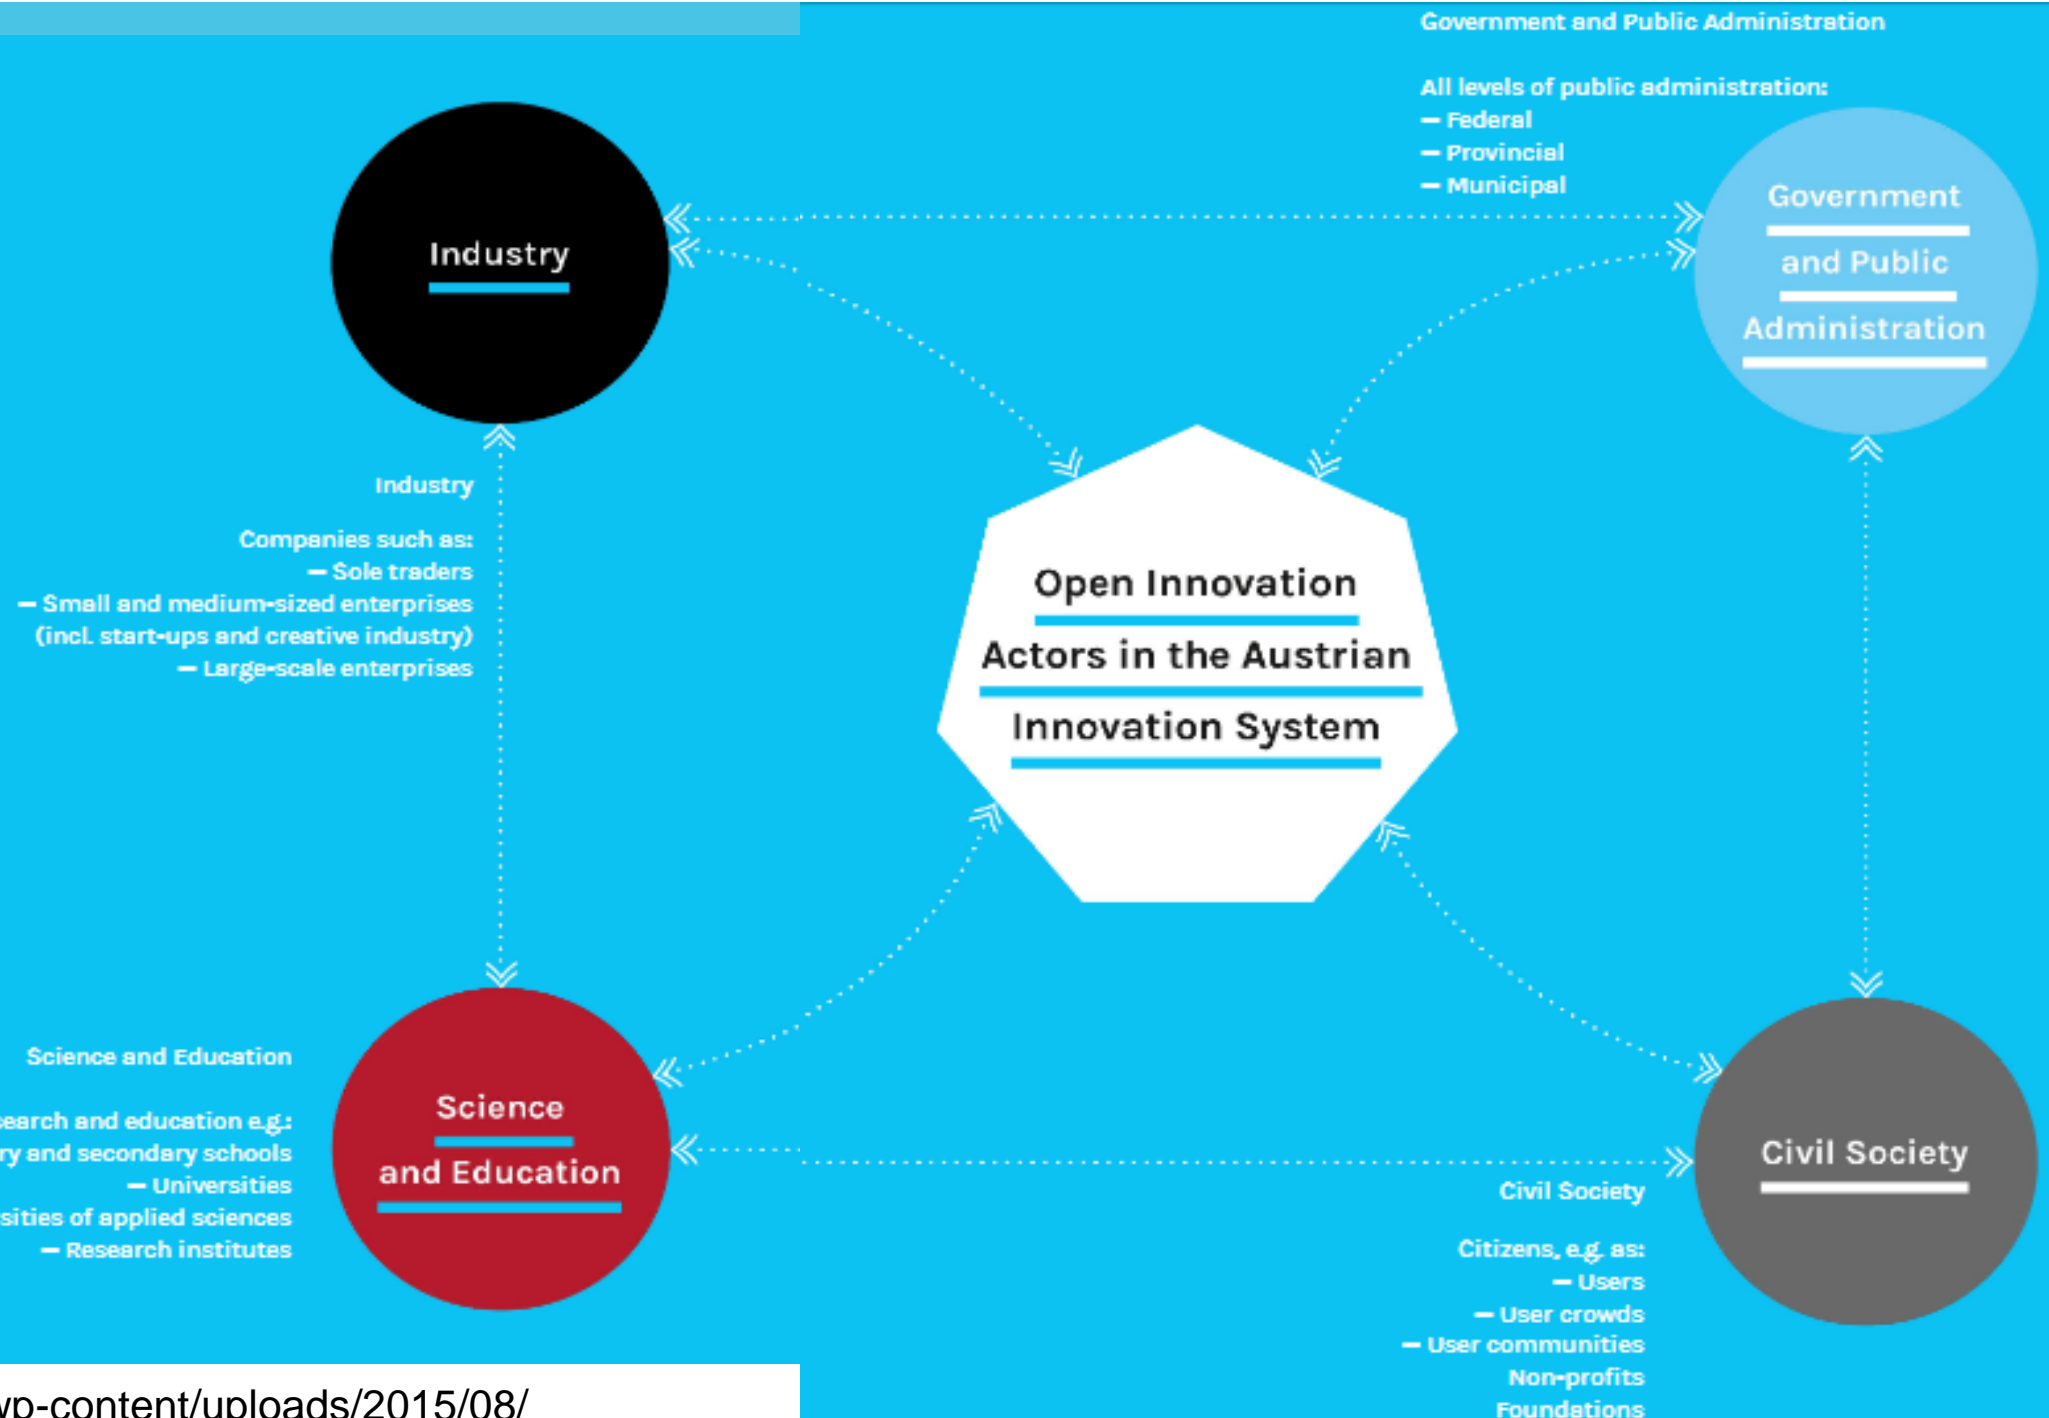 Government and Public Administration
All levels of public administration:
— Federal
— Provincial
— Municipal
Industry
Government
and Public
Administration
Industry
Companies such as:
— Sole traders
— Small and medium-sized enterprises
(incl. start-ups and creative industry)
— Large-scale enterprises
Open Innovation
Actors in the Austrian
Innovation System
Science and Education
and education e.g.:
and secondary schools
— Universities
of applied sciences
— Research institutes
Science
and Education
Civil Society
Civil Society
Citizens, e.g. as:
— Users
— User crowds
— User communities
Non-profits
Foundations
wp-content/uploads/2015/08/